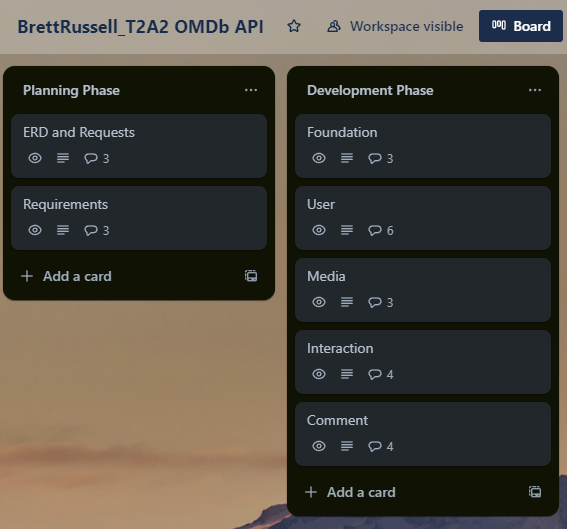 BrettRussell_T2A2 OMDb API
Workspace visible
Board
Planning Phase
ERD and Requests
3
Requirements
3
Add a card
Development Phase
Foundation
3
User
6
Media
3
Interaction
4
Comment
4
Add a card